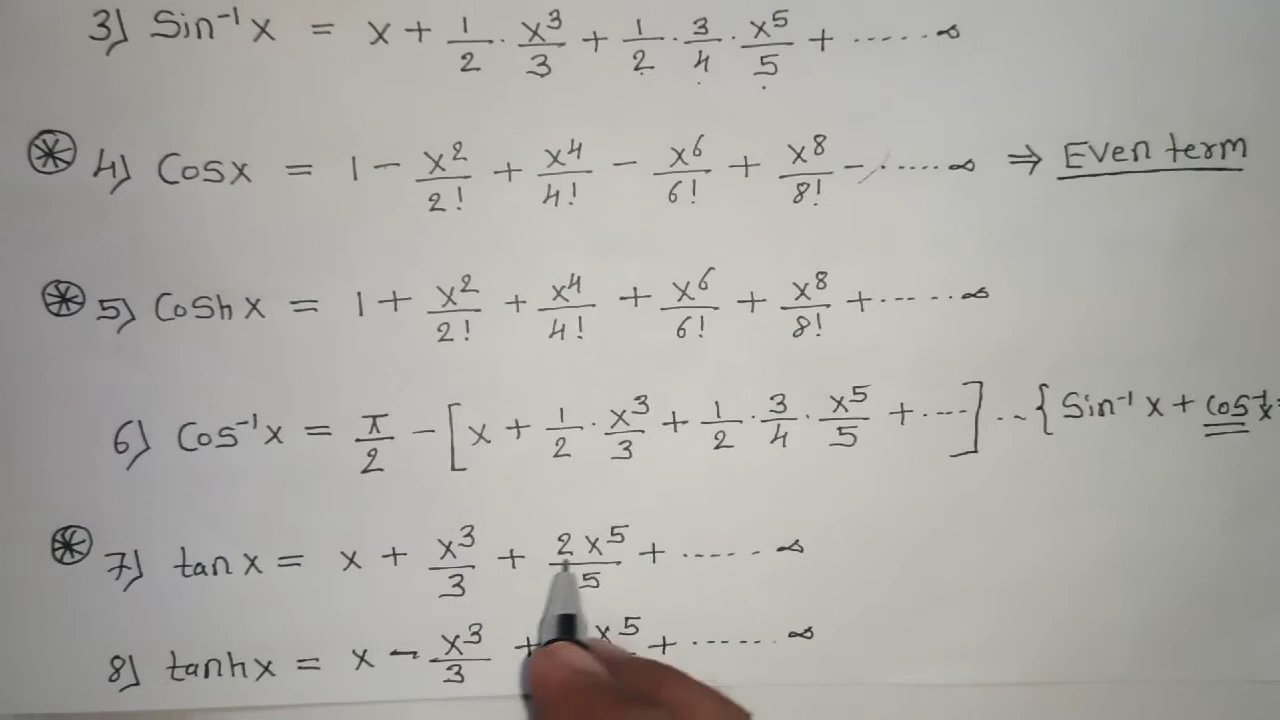 3) Sin⁻¹x = x + 1/2 · x³/3 + 1/2 · 3/4 · x⁵/5 + ...... ∞
4) Cosx = 1 - x²/2! + x⁴/4! - x⁶/6! + x⁸/8! - ...... ∞ ⇒ Even term
5) Coshx = 1 + x²/2! + x⁴/4! + x⁶/6! + x⁸/8! + ...... ∞
6) Cos⁻¹x = π/2 - [x + 1/2 · x³/3 + 1/2 · 3/4 · x⁵/5 + ....] ... {Sin⁻¹x + cos⁻¹x =
7) tanx = x + x³/3 + 2x⁵/5 + ...... ∞
8) tanhx = x - x³/3 + x⁵ + ...... ∞